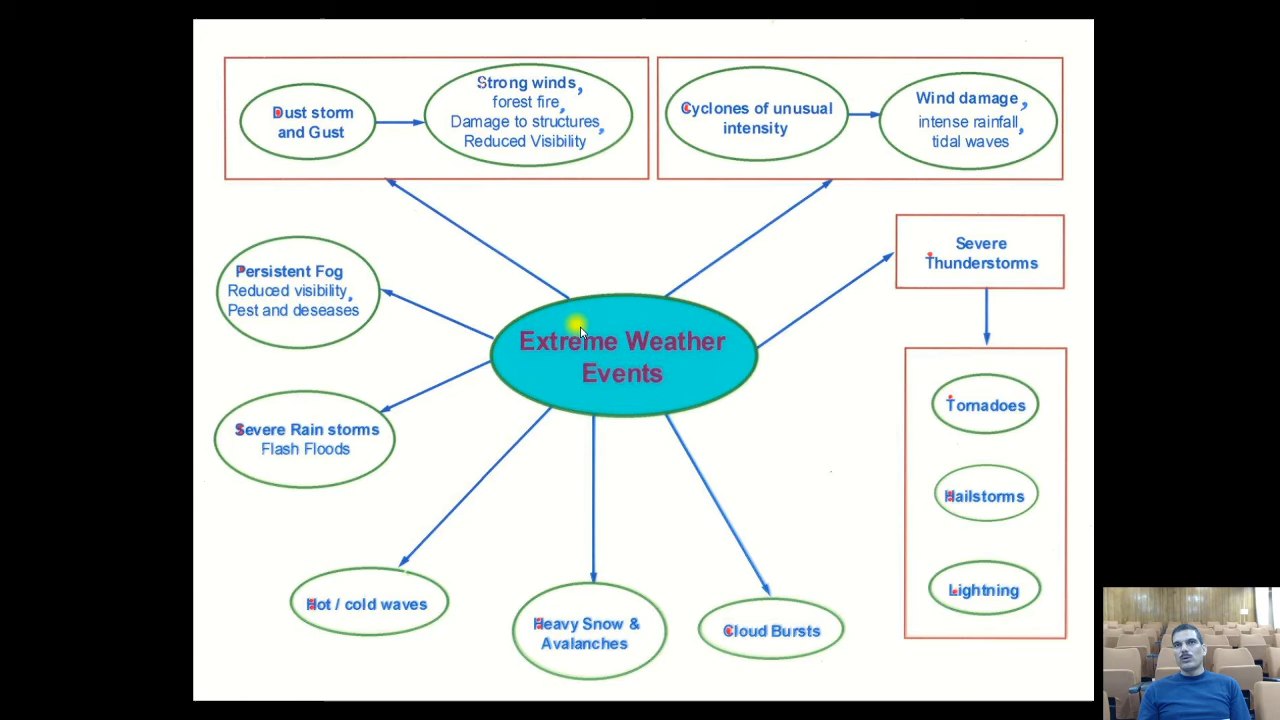 Dust storm
and Gust
Strong winds,
forest fire,
Damage to structures,
Reduced Visibility
Cyclones of unusual
intensity
Wind damage,
intense rainfall,
tidal waves
Persistent Fog
Reduced visibility,
Pest and deseases
Severe
Thunderstorms
Extreme Weather
Events
Severe Rain storms
Flash Floods
Tornadoes
Hailstorms
Lightning
Hot / cold waves
Heavy Snow &
Avalanches
Cloud Bursts